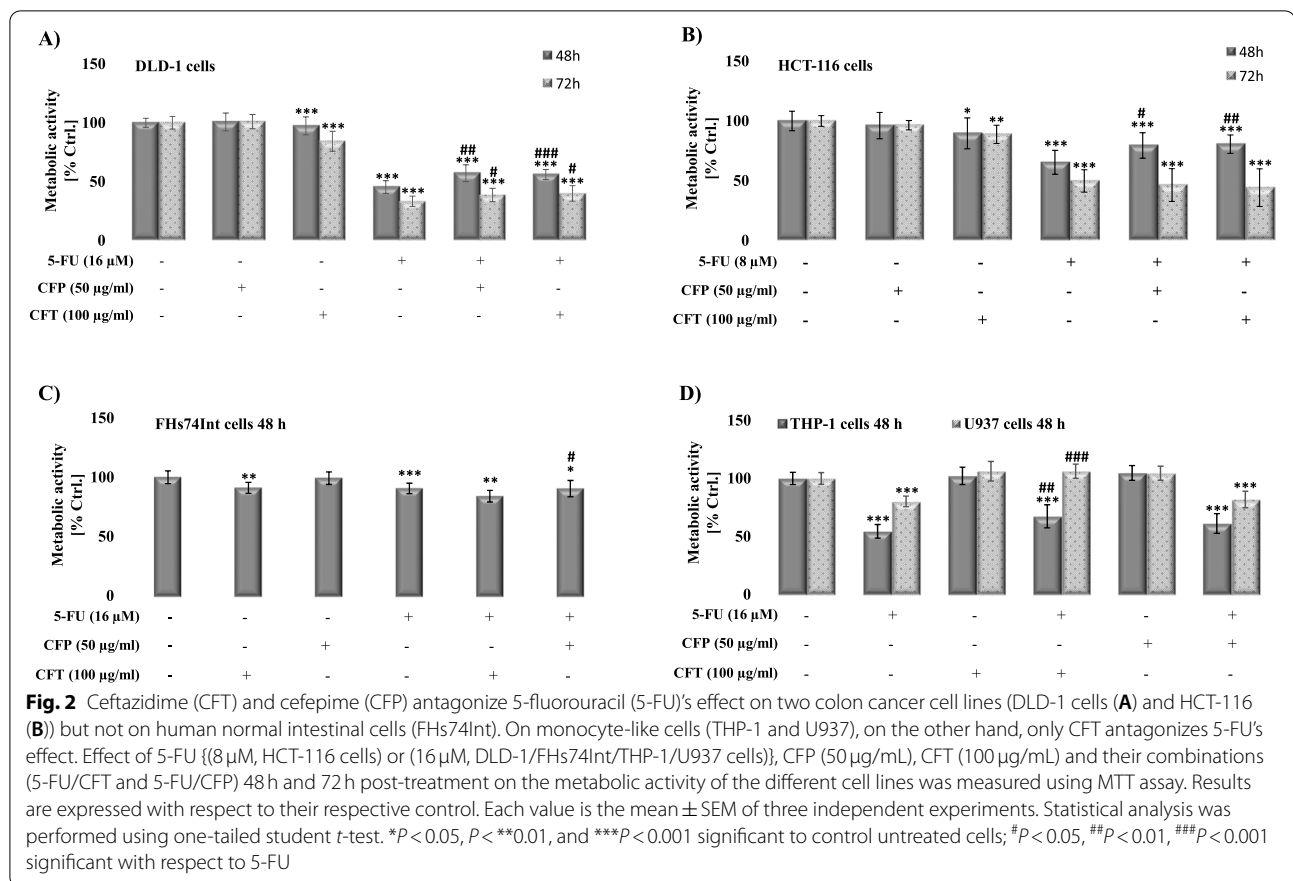 A)
DLD-1 cells
48h
72h
Metabolic activity
[% Ctrl.]
150
100
50
0
***
***
***
***
##
***
#
***
###
***
#
***
5-FU (16 µM) - - - + + +
CFP (50 µg/ml) - + - - + -
CFT (100 µg/ml) - - + - - +
B)
HCT-116 cells
48h
72h
Metabolic activity
[% Ctrl.]
150
100
50
0
*
**
***
***
#
***
***
##
***
***
5-FU (8 µM) - - - + + +
CFP (50 µg/ml) - + - - + -
CFT (100 µg/ml) - - + - - +
C)
FHs74Int cells 48 h
Metabolic activity
[% Ctrl.]
150
100
50
0
**
***
**
#
*
5-FU (16 µM) - - - + + +
CFP (50 µg/ml) - - + - - +
CFT (100 µg/ml) - + - - + -
D)
THP-1 cells 48 h
U937 cells 48 h
Metabolic activity
[% Ctrl.]
150
100
50
0
***
***
##
***
###
***
***
5-FU (16 µM) - + - + - +
CFP (50 µg/ml) - - - - + +
CFT (100 µg/ml) - - + + - -
Fig. 2 Ceftazidime (CFT) and cefepime (CFP) antagonize 5-fluorouracil (5-FU)'s effect on two colon cancer cell lines (DLD-1 cells (A) and HCT-116
(B)) but not on human normal intestinal cells (FHs74Int). On monocyte-like cells (THP-1 and U937), on the other hand, only CFT antagonizes 5-FU's
effect. Effect of 5-FU {(8 µM, HCT-116 cells) or (16 µM, DLD-1/FHs74Int/THP-1/U937 cells)}, CFP (50 µg/mL), CFT (100 µg/mL) and their combinations
(5-FU/CFT and 5-FU/CFP) 48 h and 72 h post-treatment on the metabolic activity of the different cell lines was measured using MTT assay. Results
are expressed with respect to their respective control. Each value is the mean ± SEM of three independent experiments. Statistical analysis was
performed using one-tailed student t-test. *P < 0.05, P < **0.01, and ***P < 0.001 significant to control untreated cells; #P < 0.05, ##P < 0.01, ###P < 0.001
significant with respect to 5-FU